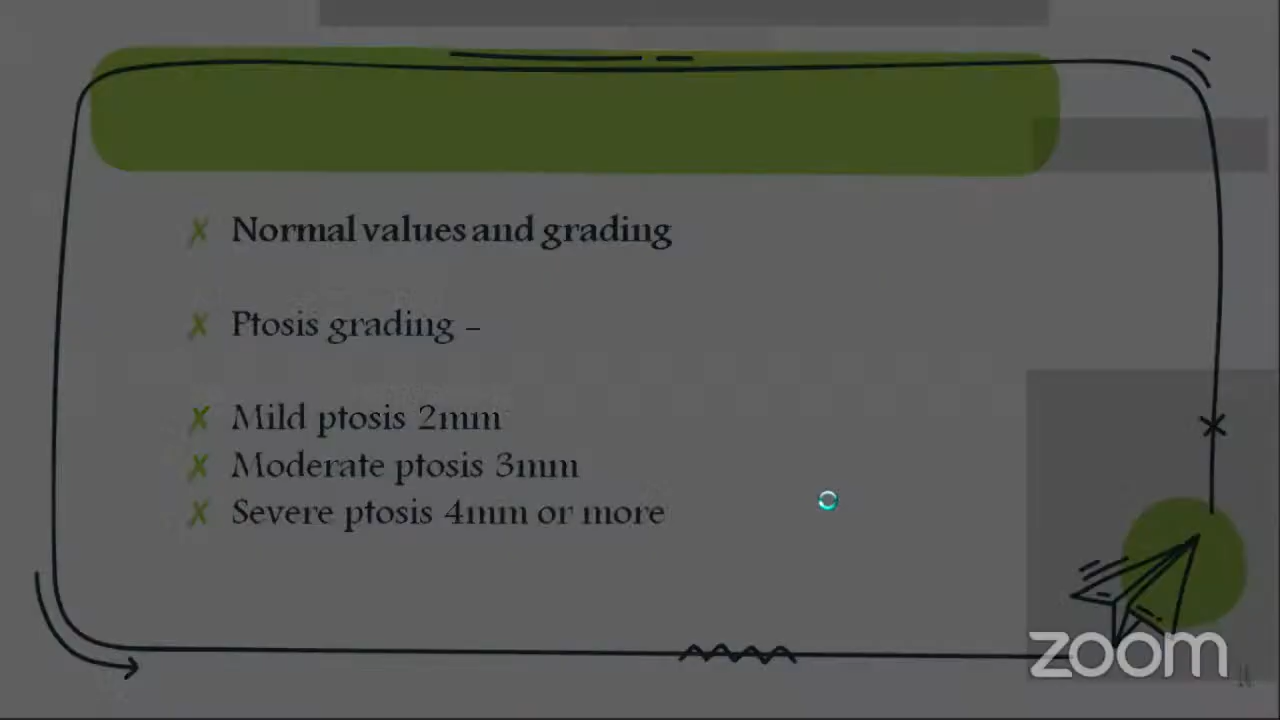 Normal values and grading
Ptosis grading –
Mild ptosis 2mm
Moderate ptosis 3mm
Severe ptosis 4mm or more
zoom